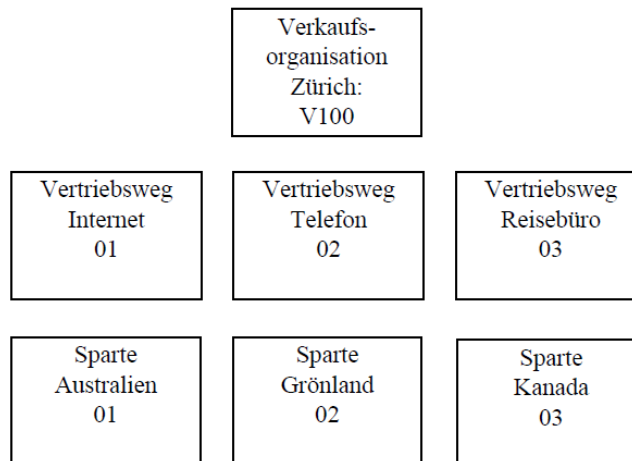 Verkaufs-
organisation
Zürich:
V100
Vertriebsweg
Internet
01
Vertriebsweg
Telefon
02
Vertriebsweg
Reisebüro
03
Sparte
Australien
01
Sparte
Grönland
02
Sparte
Kanada
03